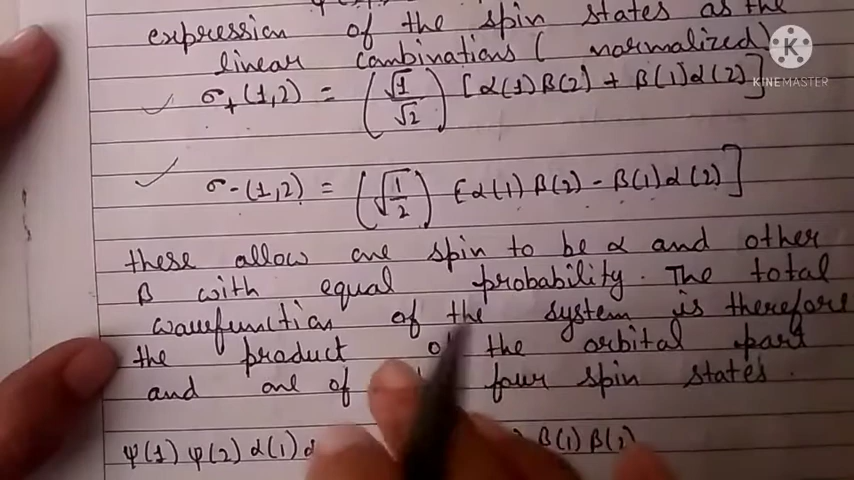 expression of the spin states as the
linear combinations ( normalized)
σ+(1,2) = (√1/√2) [α(1)β(2) + β(1)α(2)]
σ-(1,2) = (√1/2) [α(1) β(2) - β(1)α(2)]
these allow one spin to be α and other
β with equal probability. The total
wavefunction of the system is therefore
the product of the orbital part
and one of four spin states.
ψ(1) ψ(2) α(1) β(1) β(2)
KINEMASTER